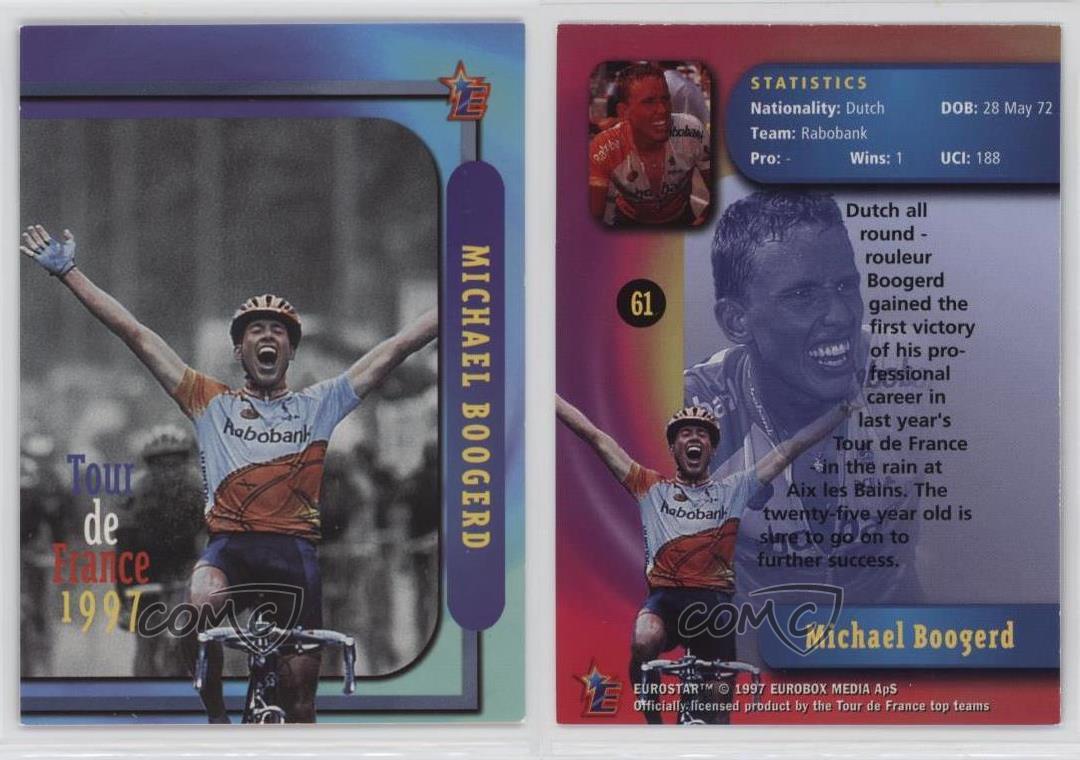 E
MICHAEL BOOGERD
Rabobank
Tour
de
France
1997
COMC
STATISTICS
Nationality: Dutch DOB: 28 May 72
Team: Rabobank
Pro: - Wins: 1 UCI: 188
61
Dutch all
round -
rouleur
Boogerd
gained the
first victory
of his pro-
fessional
career in
last year's
Tour de France
- in the rain at
Aix les Bains. The
twenty-five year old is
sure to go on to
further success.
Rabobank
COMC
Michael Boogerd
E
EUROSTAR™ © 1997 EUROBOX MEDIA ApS
Officially licensed product by the Tour de France top teams